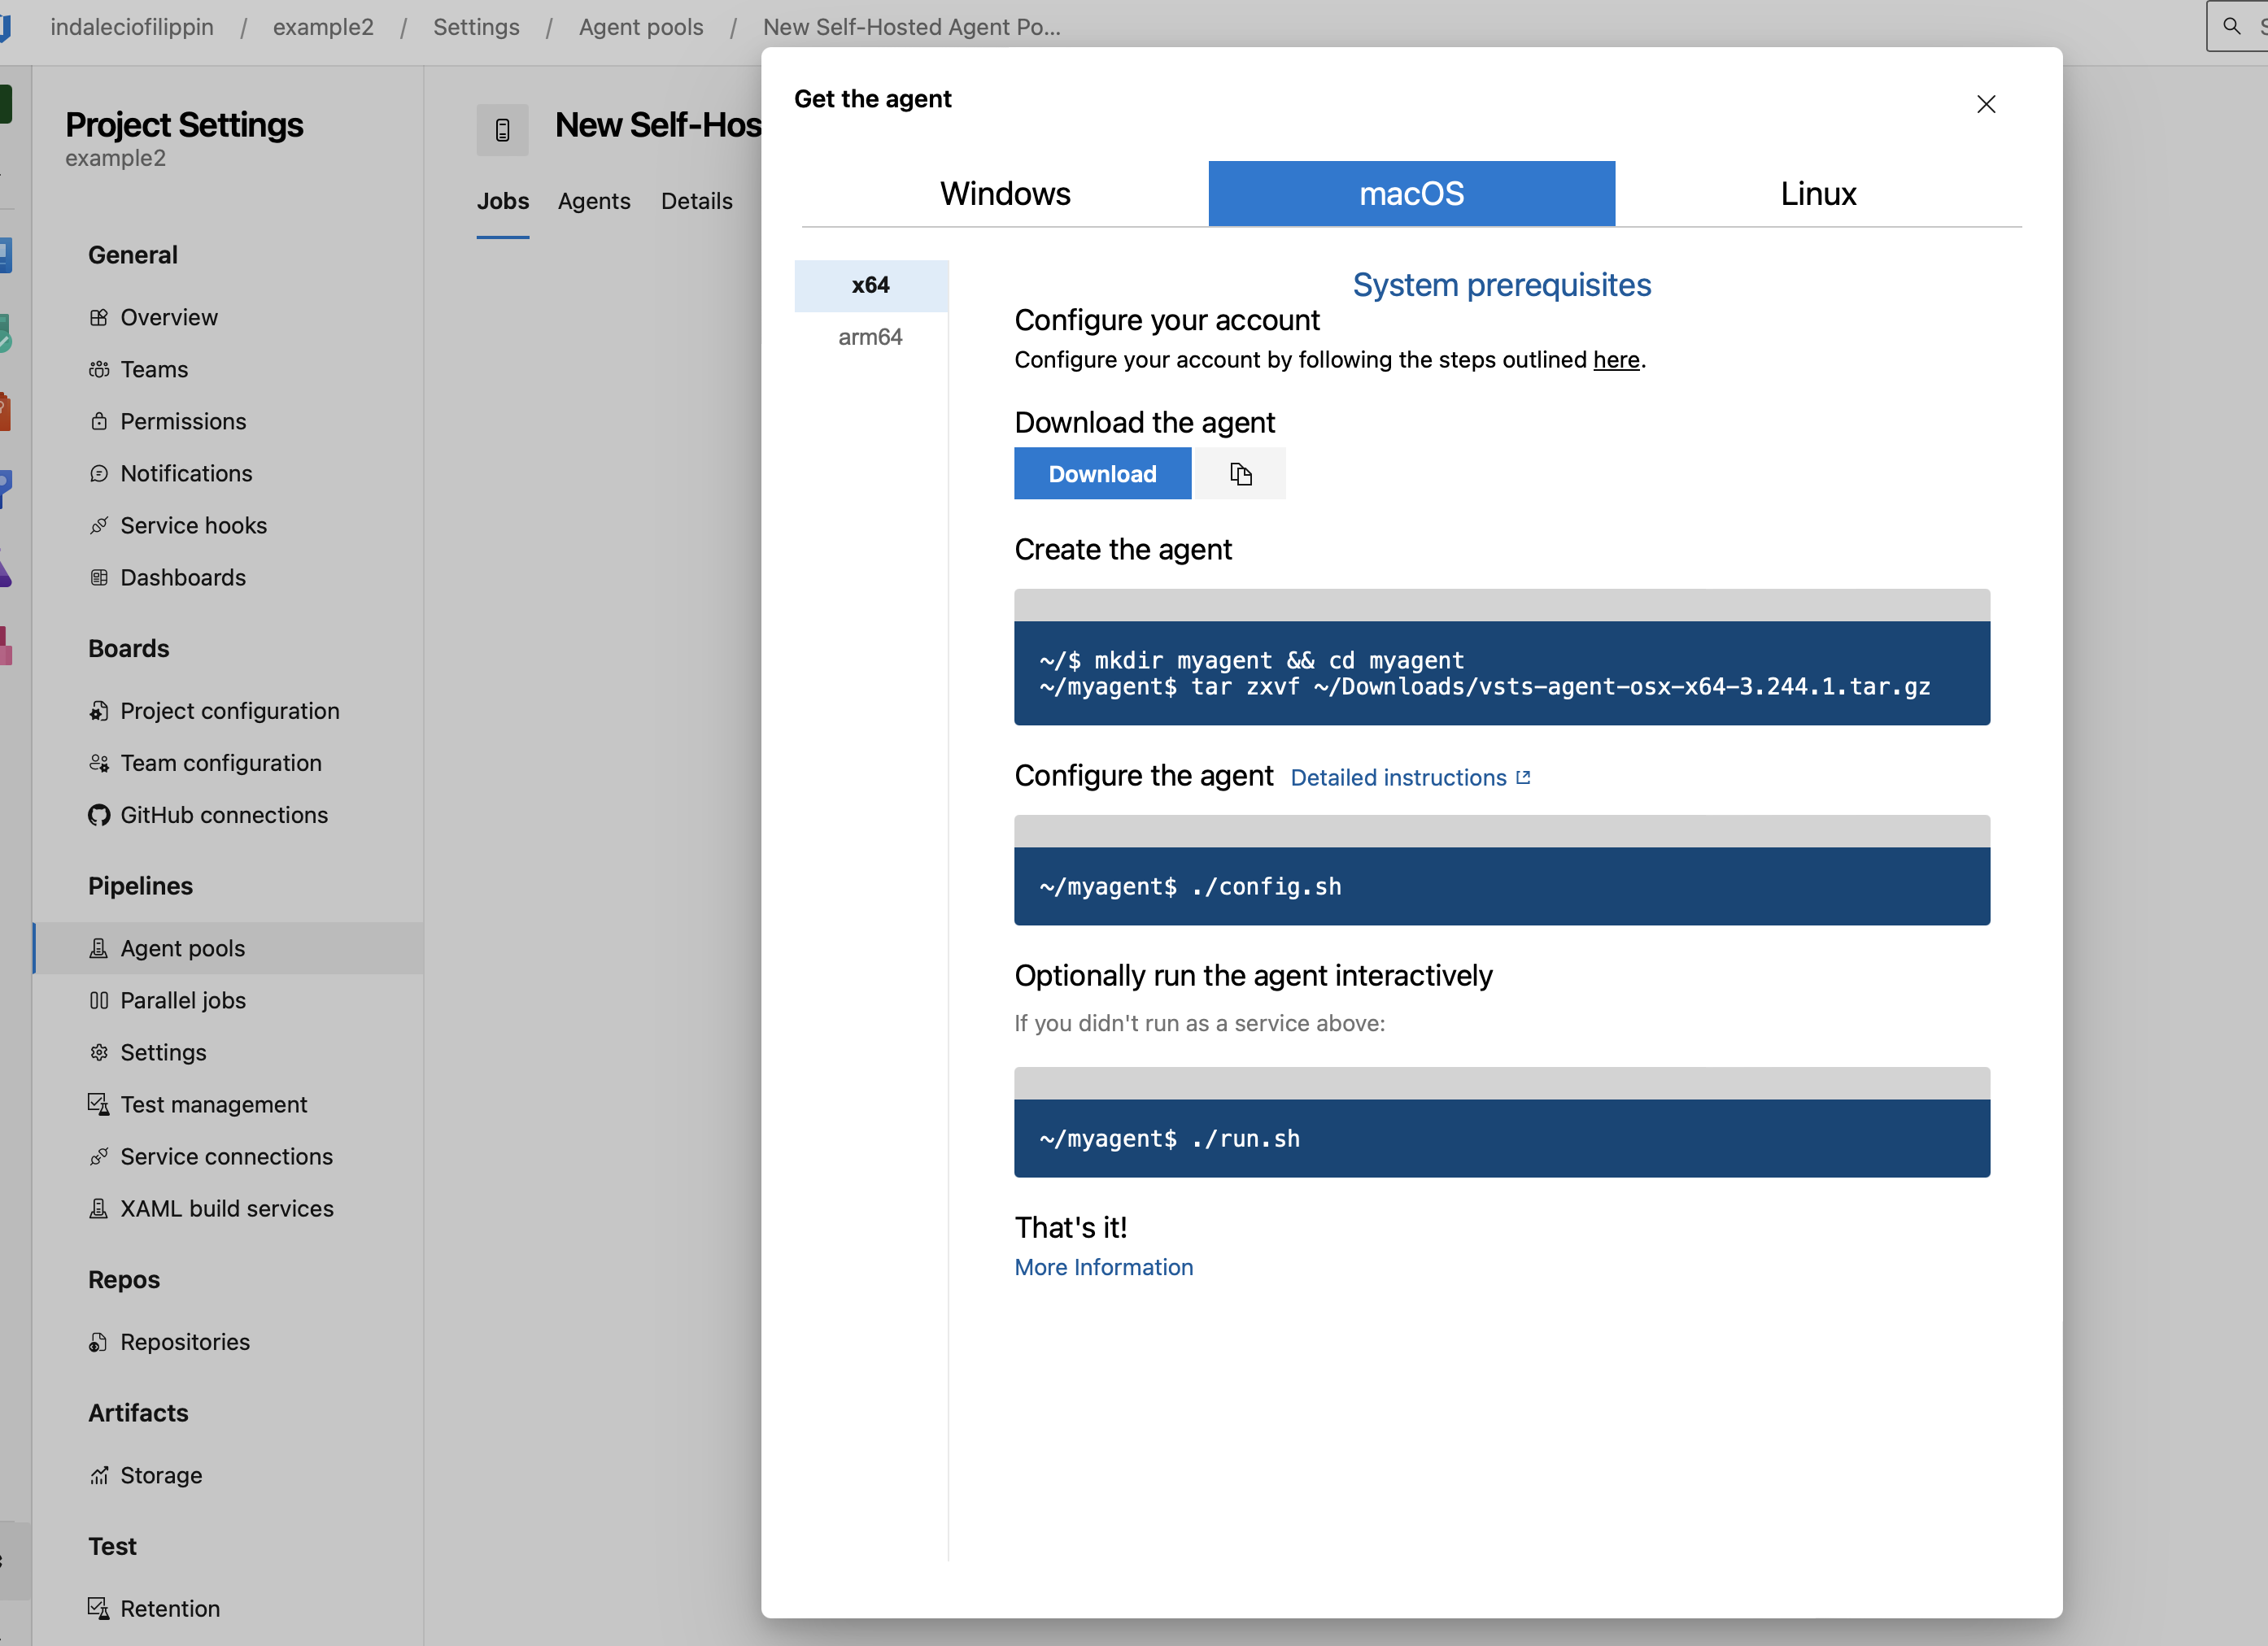 indaleciofilippin / example2 / Settings / Agent pools / New Self-Hosted Agent Po...
Project Settings
example2
General
Overview
Teams
Permissions
Notifications
Service hooks
Dashboards
Boards
Project configuration
Team configuration
GitHub connections
Pipelines
Agent pools
Parallel jobs
Settings
Test management
Service connections
XAML build services
Repos
Repositories
Artifacts
Storage
Test
Retention
New Self-Hos
Jobs Agents Details
Get the agent
Windows macOS Linux
x64
arm64
System prerequisites
Configure your account
Configure your account by following the steps outlined here.
Download the agent
Download
Create the agent
~/$ mkdir myagent && cd myagent
~/myagent$ tar zxvf ~/Downloads/vsts-agent-osx-x64-3.244.1.tar.gz
Configure the agent Detailed instructions
~/myagent$ ./config.sh
Optionally run the agent interactively
If you didn't run as a service above:
~/myagent$ ./run.sh
That's it!
More Information